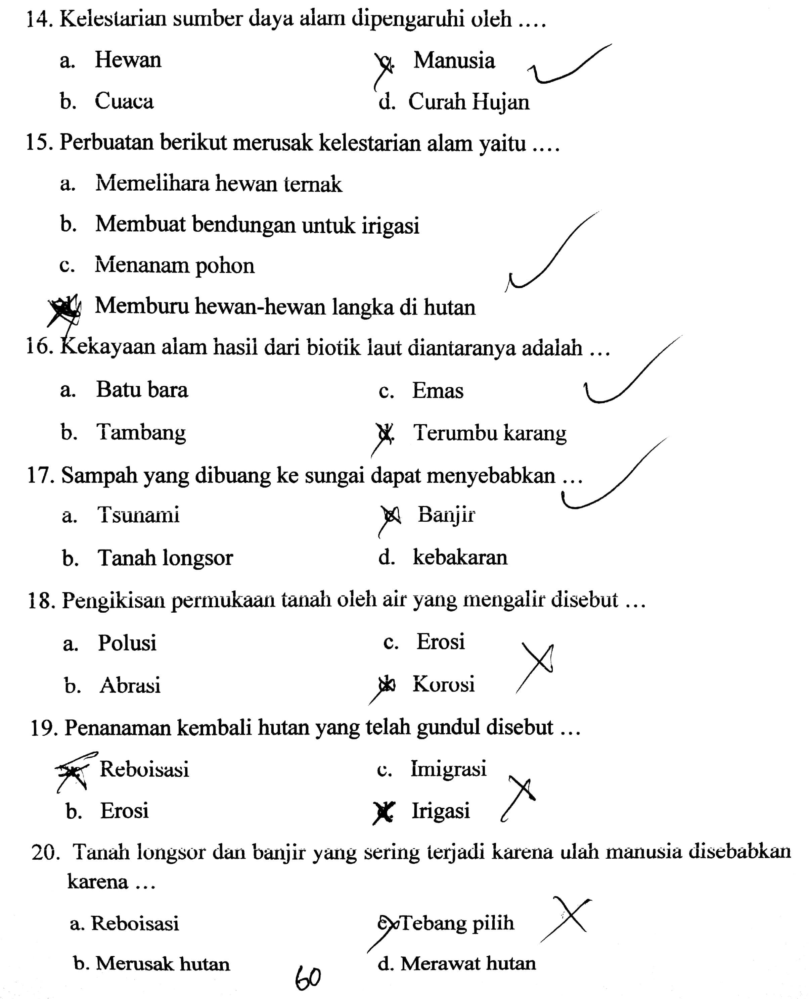 14. Kelestarian sumber daya alam dipengaruhi oleh ....
a. Hewan
c. Manusia
b. Cuaca
d. Curah Hujan
15. Perbuatan berikut merusak kelestarian alam yaitu ....
a. Memelihara hewan ternak
b. Membuat bendungan untuk irigasi
c. Menanam pohon
Memburu hewan-hewan langka di hutan
16. Kekayaan alam hasil dari biotik laut diantaranya adalah ...
a. Batu bara
c. Emas
b. Tambang
d. Terumbu karang
17. Sampah yang dibuang ke sungai dapat menyebabkan ...
a. Tsunami
Banjir
b. Tanah longsor
d. kebakaran
18. Pengikisan permukaan tanah oleh air yang mengalir disebut ...
a. Polusi
c. Erosi
b. Abrasi
d. Korosi
19. Penanaman kembali hutan yang telah gundul disebut ...
Reboisasi
c. Imigrasi
b. Erosi
Irigasi
20. Tanah longsor dan banjir yang sering terjadi karena ulah manusia disebabkan
karena ...
a. Reboisasi
c. Tebang pilih
b. Merusak hutan
d. Merawat hutan
60